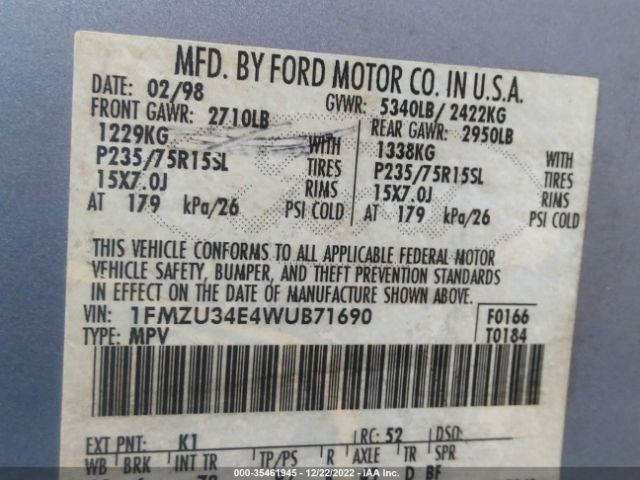 MFD. BY FORD MOTOR CO. IN U.S.A.
DATE: 02/98 GVWR: 5340LB/ 2422KG
FRONT GAWR: 2710LB REAR GAWR: 2950LB
1229KG WITH 1338KG WITH
P235/75R15SL TIRES P235/75R15SL TIRES
15X7.0J RIMS 15X7.0J RIMS
AT 179 kPa/26 PSI COLD AT 179 kPa/26 PSI COLD
THIS VEHICLE CONFORMS TO ALL APPLICABLE FEDERAL MOTOR
VEHICLE SAFETY, BUMPER, AND THEFT PREVENTION STANDARDS
IN EFFECT ON THE DATE OF MANUFACTURE SHOWN ABOVE.
VIN: 1FMZU34E4WUB71690 F0166
TYPE: MPV T0184
EXT PNT: K1 RC: 52 DSO:
WB BRK INT TR TP/PS R AXLE TR SPR
D BF
© IAA - 35461945 - 12/22/2022 - IAAI.COM